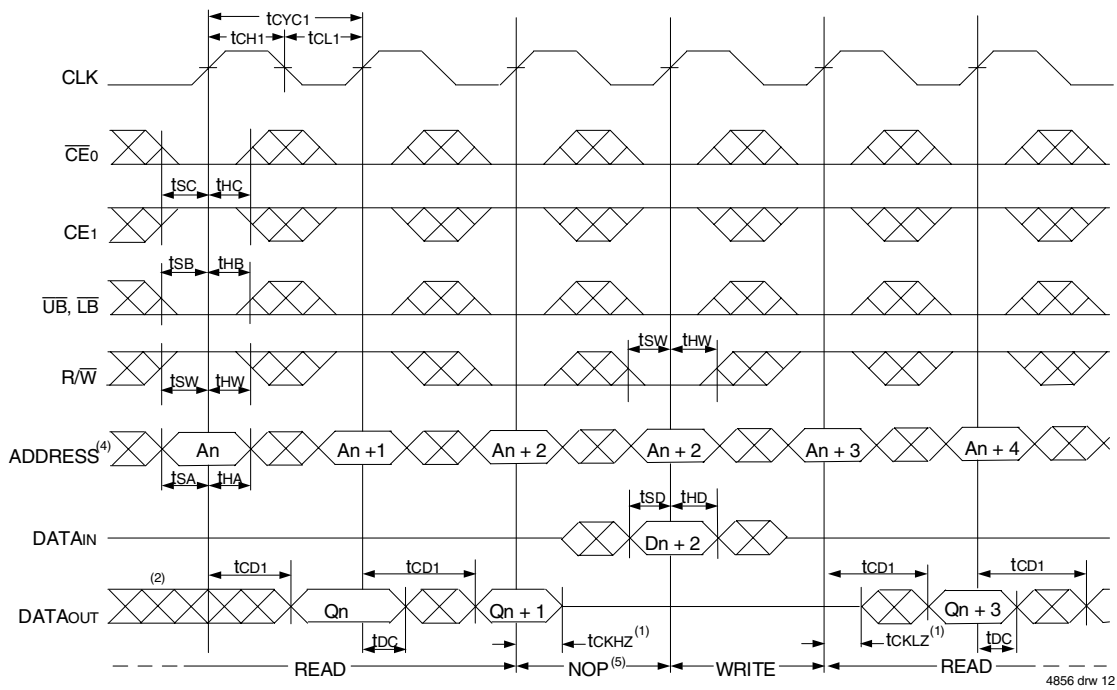 tCYC1
tCH1 tCL1
CLK
CE0
tSC tHC
CE1
tSB tHB
UB, LB
tSW tHW
R/W
tSW tHW
ADDRESS(4) An An +1 An + 2 An + 2 An + 3 An + 4
tSA tHA
tSD tHD
DATAIN Dn + 2
(2) tCD1 tCD1 tCD1 tCD1
DATAOUT Qn Qn + 1 Qn + 3
tDC tCKHZ(1) tCKLZ(1) tDC
READ NOP(5) WRITE READ
4856 drw 12